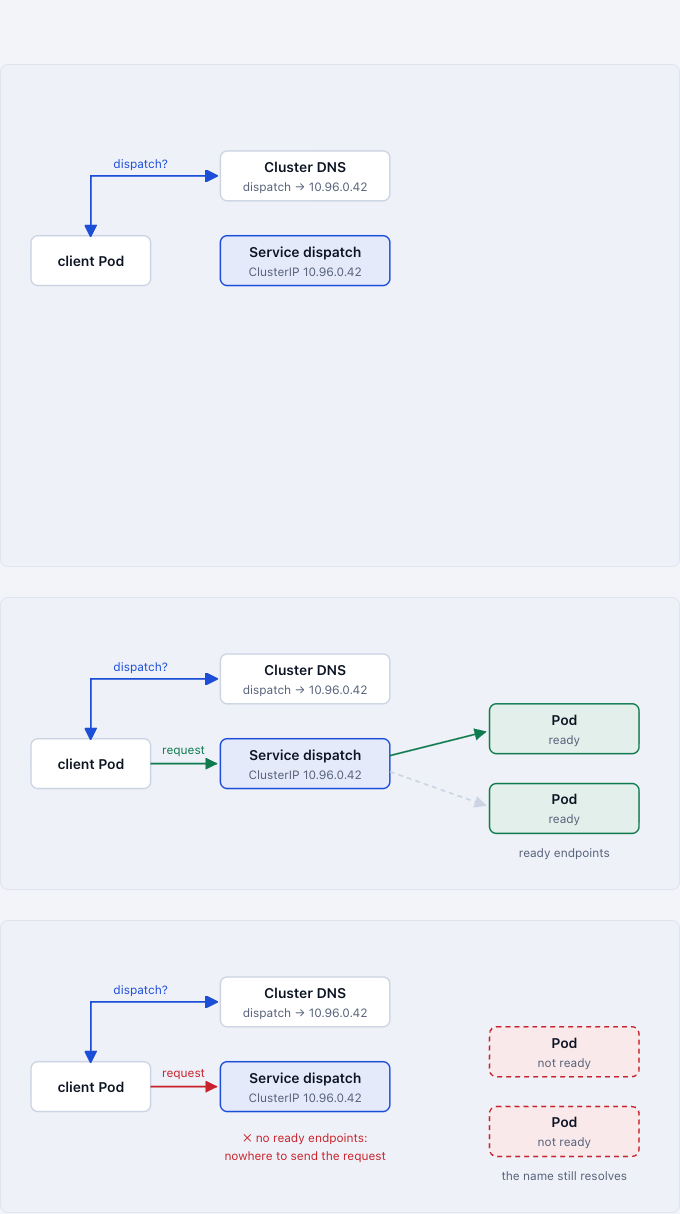 dispatch?
Cluster DNS
dispatch → 10.96.0.42
client Pod
Service dispatch
ClusterIP 10.96.0.42
dispatch?
Cluster DNS
dispatch → 10.96.0.42
client Pod
request
Service dispatch
ClusterIP 10.96.0.42
Pod
ready
Pod
ready
ready endpoints
dispatch?
Cluster DNS
dispatch → 10.96.0.42
client Pod
request
Service dispatch
ClusterIP 10.96.0.42
✕ no ready endpoints:
nowhere to send the request
Pod
not ready
Pod
not ready
the name still resolves